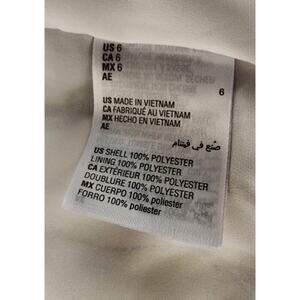 US 6
CA 6
MX 6
AE
6
US MADE IN VIETNAM
CA FABRIQUÉ AU VIETNAM
MX HECHO EN VIETNAM
AE
صنع في فيتنام
US SHELL 100% POLYESTER
LINING 100% POLYESTER
CA EXTÉRIEUR 100% POLYESTER
DOUBLURE 100% POLYESTER
MX CUERPO 100% poliester
FORRO 100% poliester